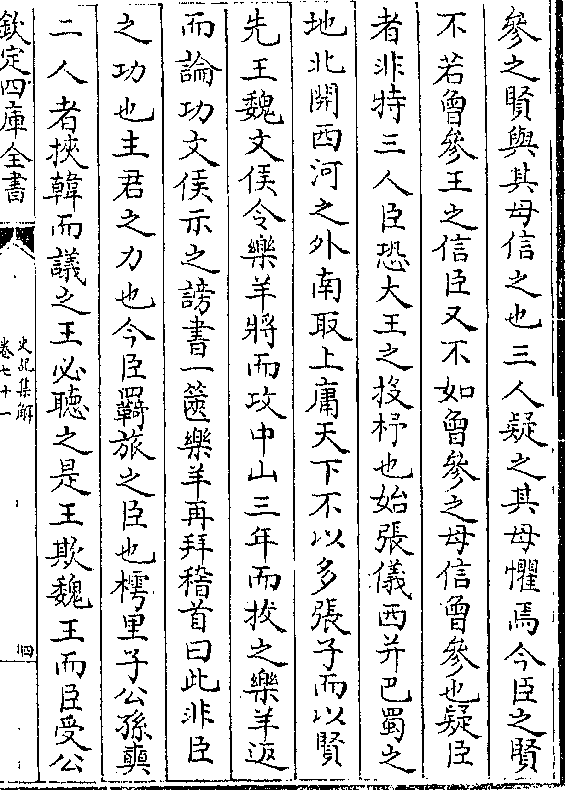 參之賢與其母信之也三人疑之其母懼焉今臣之賢
不若曾參王之信臣又不如曾參之母信曾參也疑臣
者非特三人臣恐大王之投杼也始張儀西并巴蜀之
地北開西河之外南取上庸天下不以多張子而以賢
先王魏文侯令樂羊將而攻中山三年而拔之樂羊返
而論功文侯示之謗書一篋樂羊再拜稽首曰此非臣
之功也主君之力也今臣羇旅之臣也樗里子公孫奭
二人者挾韓而議之王必聽之是王欺魏王而臣受公
欽定四庫全書
史記集解
卷七十一
四